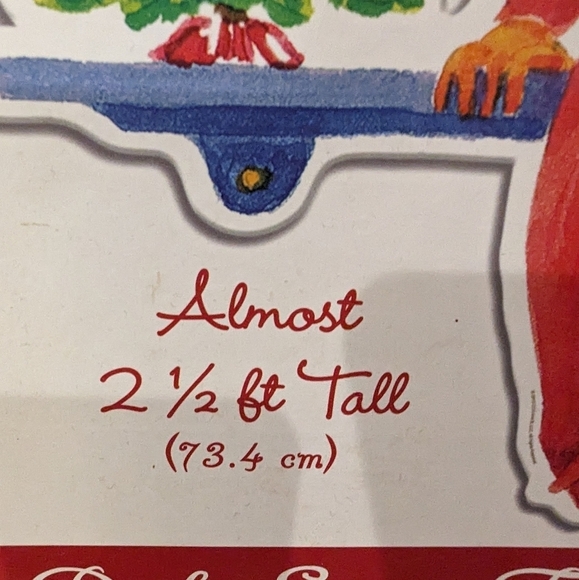 Almost
2 ½ ft Tall
(73.4 cm)